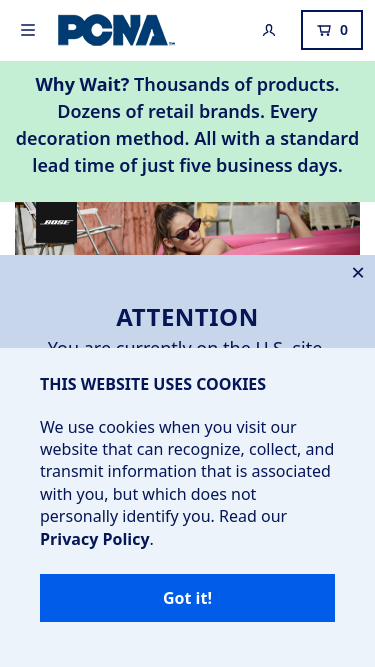 PCNA™
0
Why Wait? Thousands of products.
Dozens of retail brands. Every
decoration method. All with a standard
lead time of just five business days.
BOSE
ATTENTION
You are currently on the U.S. site.
THIS WEBSITE USES COOKIES
We use cookies when you visit our
website that can recognize, collect, and
transmit information that is associated
with you, but which does not
personally identify you. Read our
Privacy Policy.
Got it!